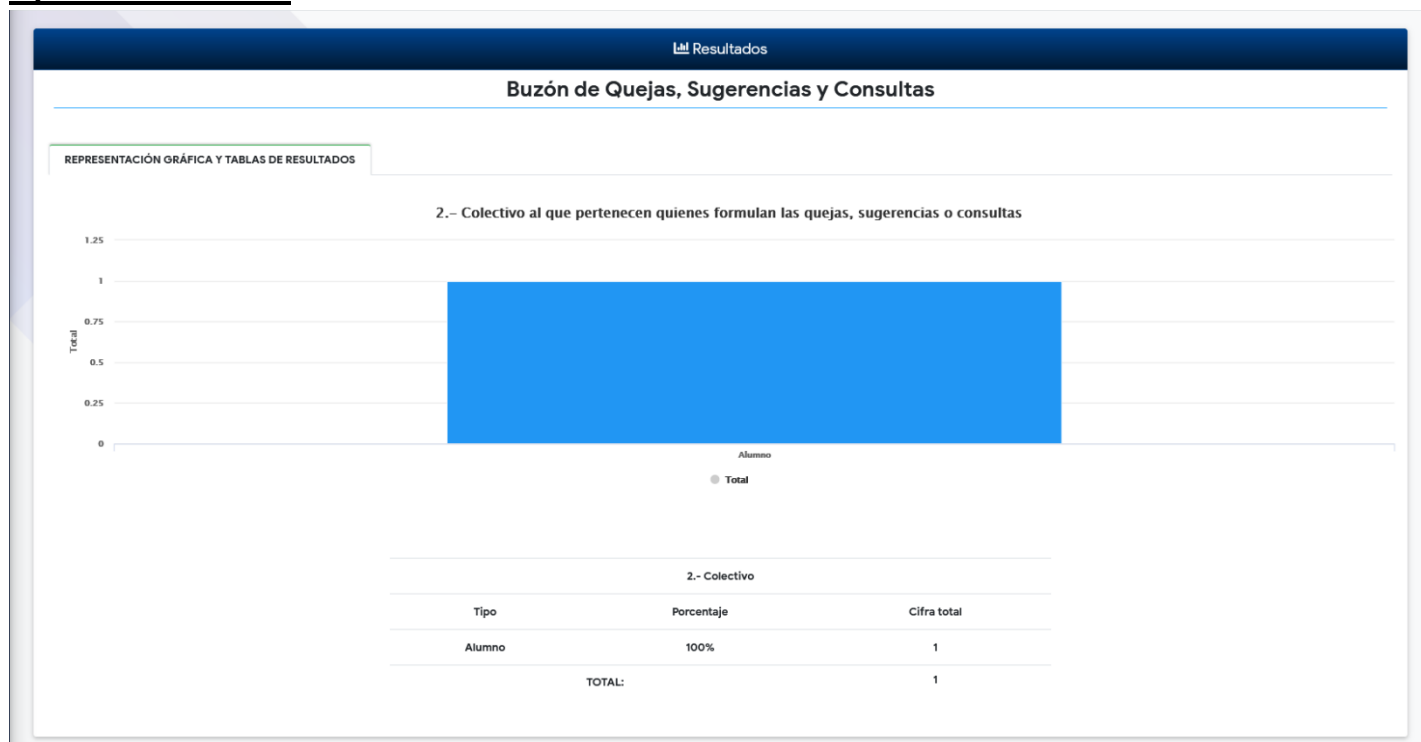 Resultados
Buzón de Quejas, Sugerencias y Consultas
REPRESENTACIÓN GRÁFICA Y TABLAS DE RESULTADOS
2.– Colectivo al que pertenecen quienes formulan las quejas, sugerencias o consultas
1.25
1
0.75
0.5
0.25
0
Total
Alumno
Total
2.- Colectivo
Tipo Porcentaje Cifra total
Alumno 100% 1
TOTAL: 1